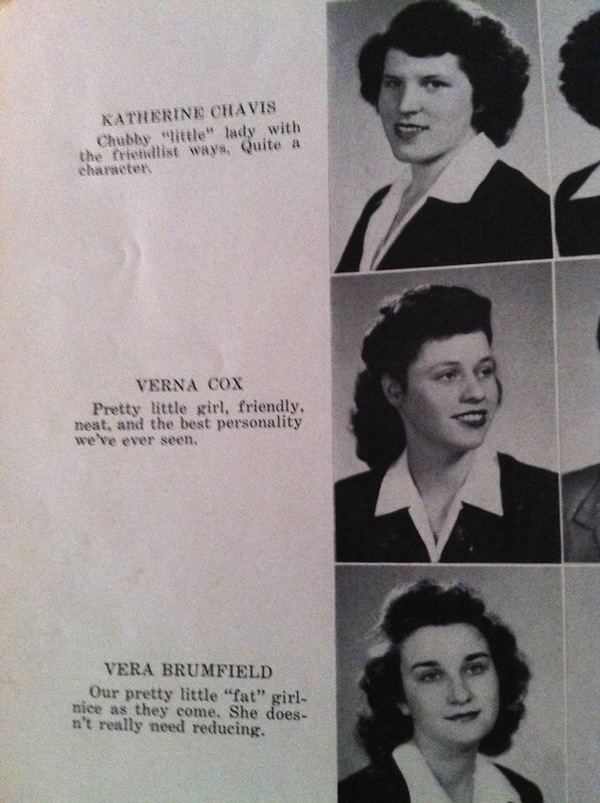 KATHERINE CHAVIS
Chubby "little" lady with
the friendlist ways. Quite a
character.
VERNA COX
Pretty little girl, friendly,
neat, and the best personality
we've ever seen.
VERA BRUMFIELD
Our pretty little "fat" girl-
nice as they come. She does-
n't really need reducing.